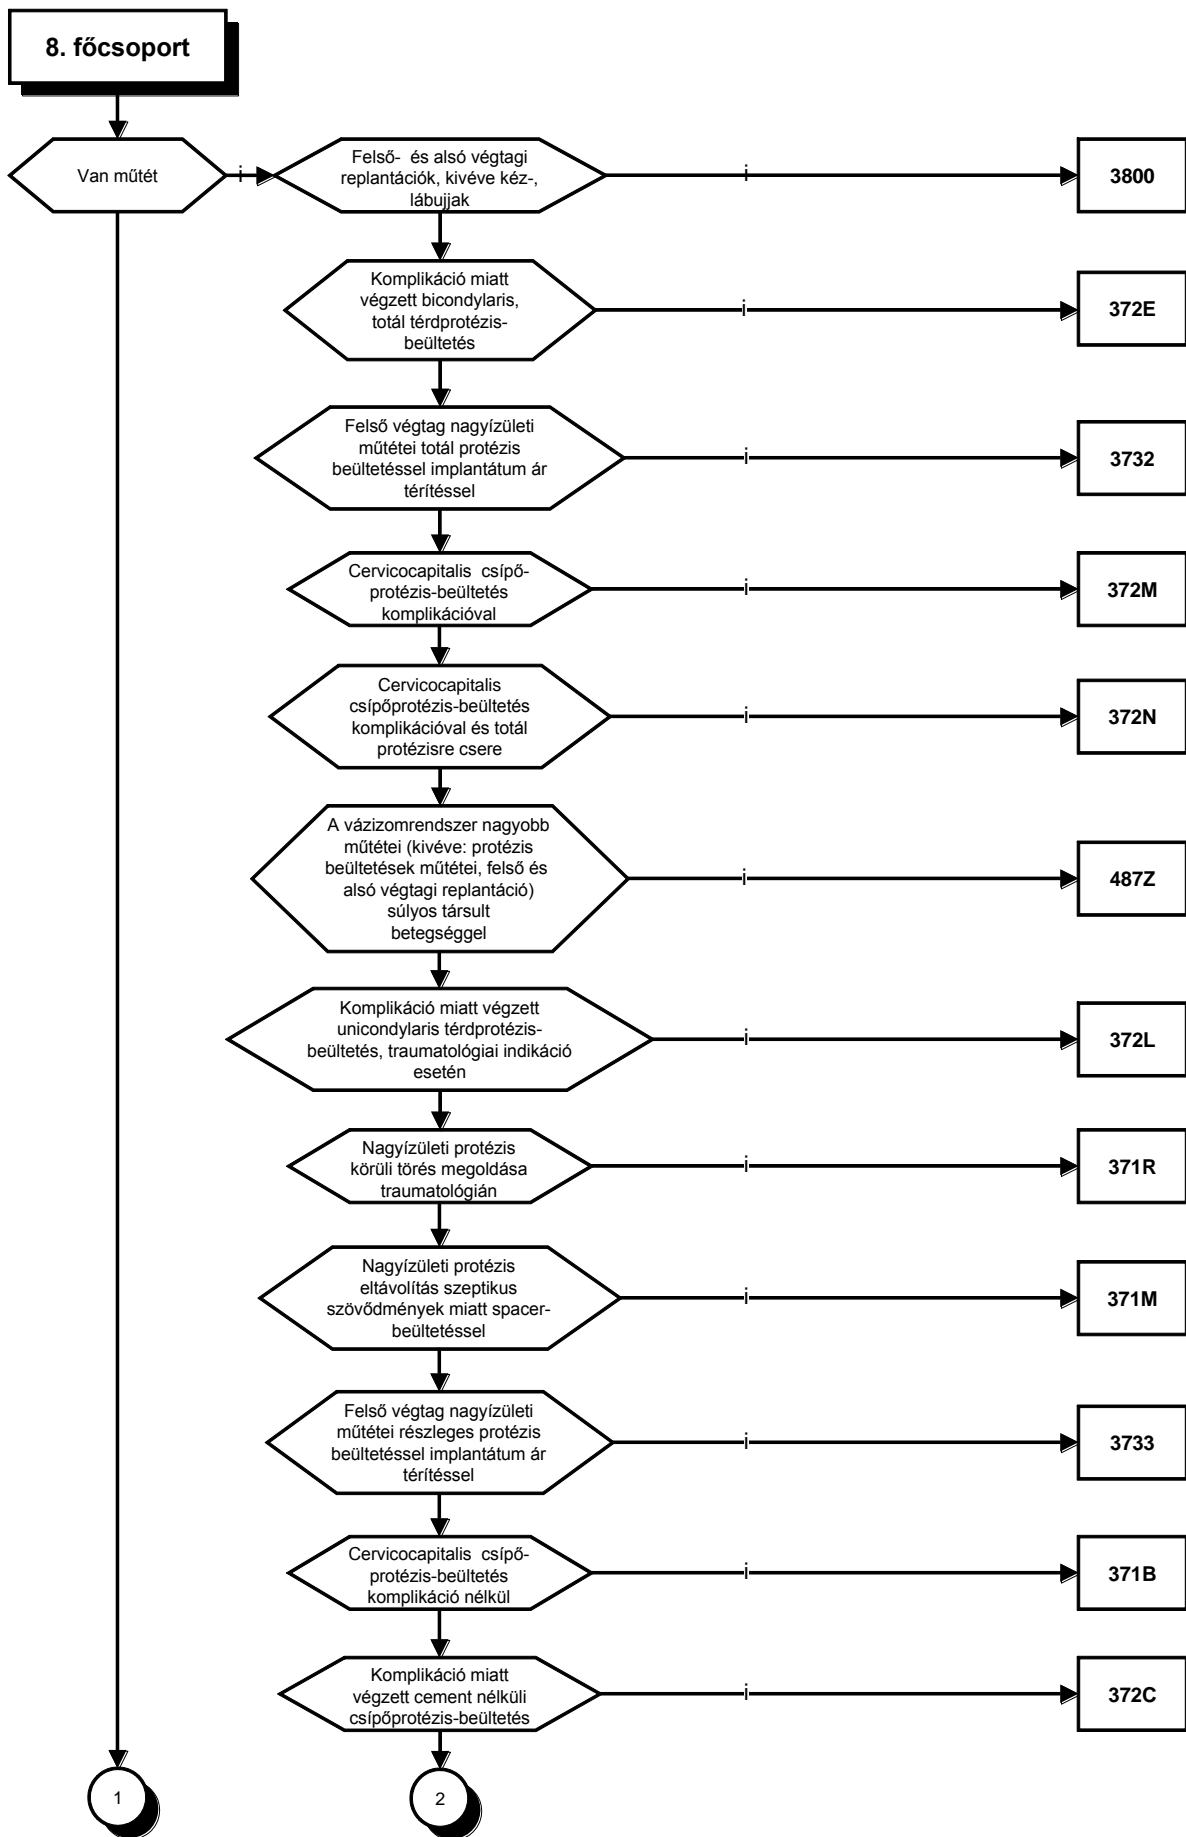 8. főcsoport
Van műtét
i
Felső- és alsó végtagi
replantációk, kivéve kéz-,
lábujjak
i
3800
Komplikáció miatt
végzett bicondylaris,
totál térdprotézis-
beültetés
i
372E
Felső végtag nagyízületi
műtétei totál protézis
beültetéssel implantátum ár
térítéssel
i
3732
Cervicocapitalis csípő-
protézis-beültetés
komplikációval
i
372M
Cervicocapitalis
csípőprotézis-beültetés
komplikációval és totál
protézisre csere
i
372N
A vázizomrendszer nagyobb
műtétei (kivéve: protézis
beültetések műtétei, felső és
alsó végtagi replantáció)
súlyos társult
betegséggel
i
487Z
Komplikáció miatt végzett
unicondylaris térdprotézis-
beültetés, traumatológiai indikáció
esetén
i
372L
Nagyízületi protézis
körüli törés megoldása
traumatológián
i
371R
Nagyízületi protézis
eltávolítás szeptikus
szövődmények miatt spacer-
beültetéssel
i
371M
Felső végtag nagyízületi
műtétei részleges protézis
beültetéssel implantátum ár
térítéssel
i
3733
Cervicocapitalis csípő-
protézis-beültetés
komplikáció nélkül
i
371B
Komplikáció miatt
végzett cement nélküli
csípőprotézis-beültetés
i
372C
1
2